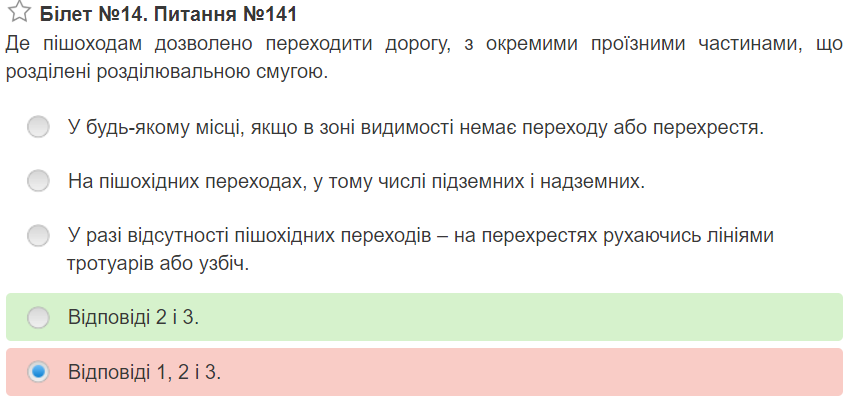 Білет №14. Питання №141
Де пішоходам дозволено переходити дорогу, з окремими проїзними частинами, що
розділені розділювальною смугою.
У будь-якому місці, якщо в зоні видимості немає переходу або перехрестя.
На пішохідних переходах, у тому числі підземних і надземних.
У разі відсутності пішохідних переходів – на перехрестях рухаючись лініями
тротуарів або узбіч.
Відповіді 2 і 3.
Відповіді 1, 2 і 3.